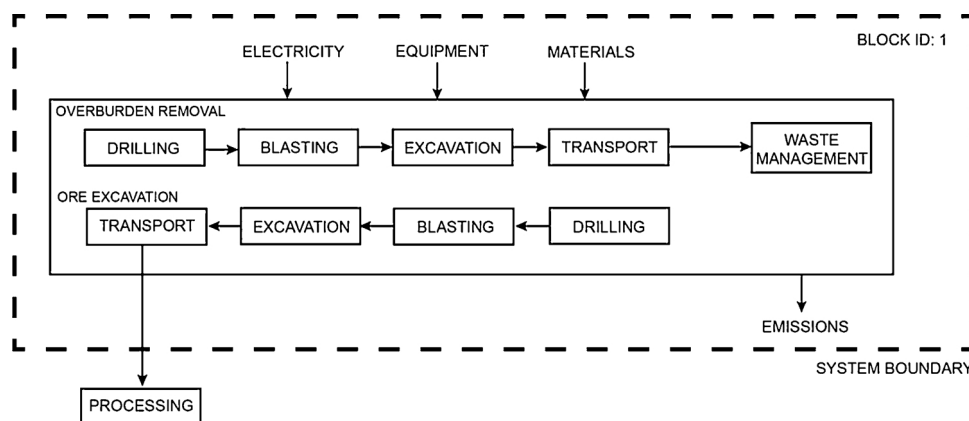 BLOCK ID: 1
ELECTRICITY EQUIPMENT MATERIALS
OVERBURDEN REMOVAL
DRILLING BLASTING EXCAVATION TRANSPORT WASTE
MANAGEMENT
ORE EXCAVATION
TRANSPORT EXCAVATION BLASTING DRILLING
EMISSIONS
SYSTEM BOUNDARY
PROCESSING